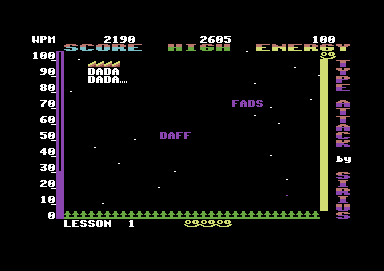 WPM 2190 2605 100
SCORE HIGH ENERGY
100
90
80
70
60
50
40
30
20
10
0
DADA
DADA...
FADS
DAFF
TYPE ATTACK by SIRIUS
LESSON 1